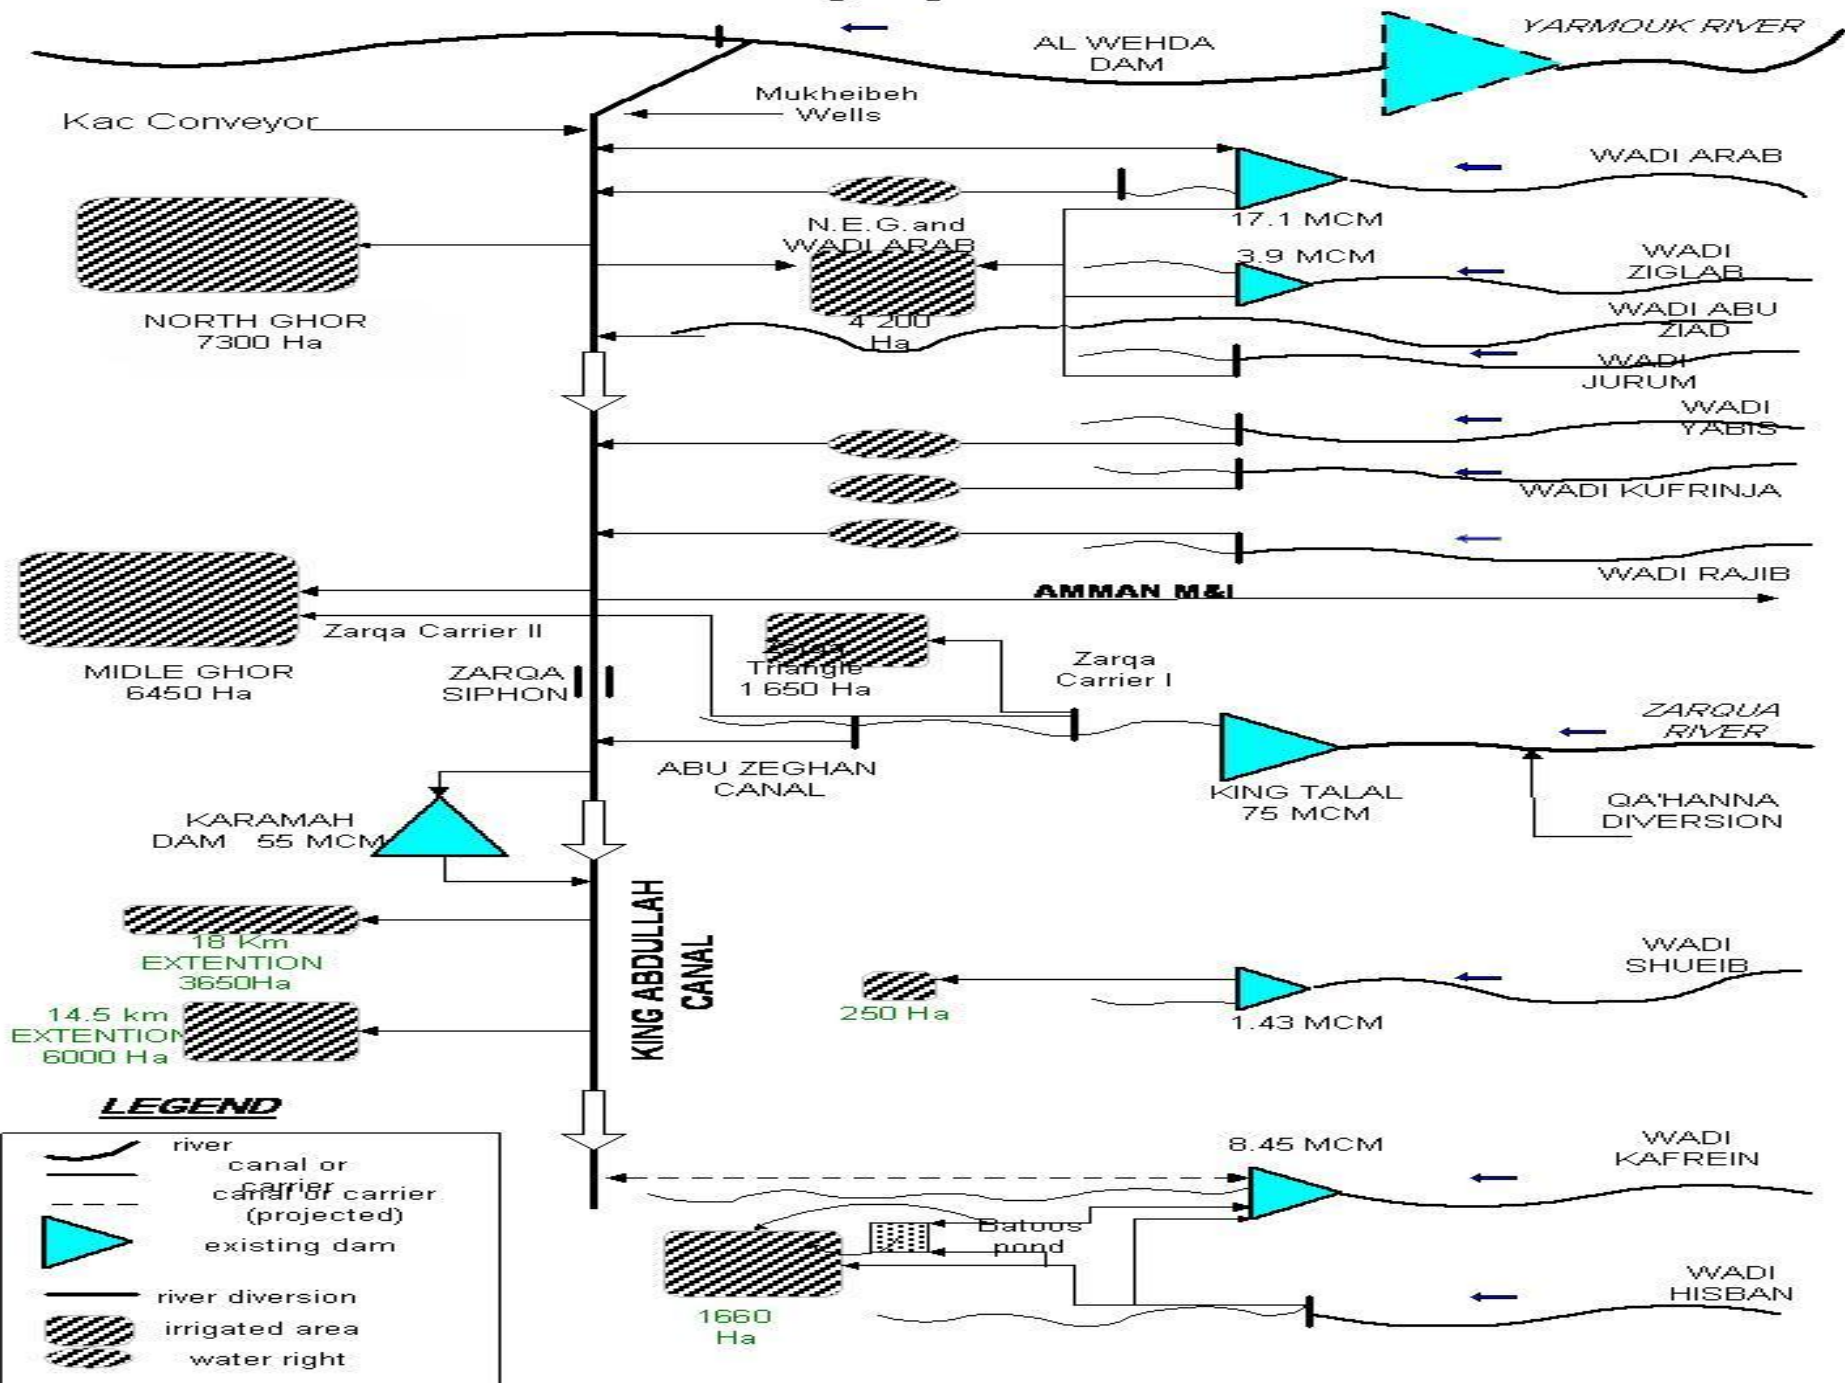 YARMOUK RIVER
AL WEHDA
DAM
Mukheibeh
Wells
Kac Conveyor
WADI ARAB
17.1 MCM
N.E.G.and
WADI ARAB
3.9 MCM
WADI
ZIGLAB
WADI ABU
ZIAD
4 200
Ha
NORTH GHOR
7300 Ha
WADI
JURUM
WADI
YABIS
WADI KUFRINJA
WADI RAJIB
AMMAN M&I
Zarqa Carrier II
MIDLE GHOR
6450 Ha
ZARQA
SIPHON
Triangle
1 650 Ha
Zarqa
Carrier I
ZARQUA
RIVER
ABU ZEGHAN
CANAL
KING TALAL
75 MCM
QA'HANNA
DIVERSION
KARAMAH
DAM 55 MCM
KING ABDULLAH
CANAL
18 Km
EXTENTION
3650Ha
14.5 km
EXTENTION
6000 Ha
WADI
SHUEIB
250 Ha
1.43 MCM
LEGEND
river
canal or
carrier
canal or carrier
(projected)
existing dam
river diversion
irrigated area
water right
8.45 MCM
WADI
KAFREIN
Batoos
pond
1660
Ha
WADI
HISBAN